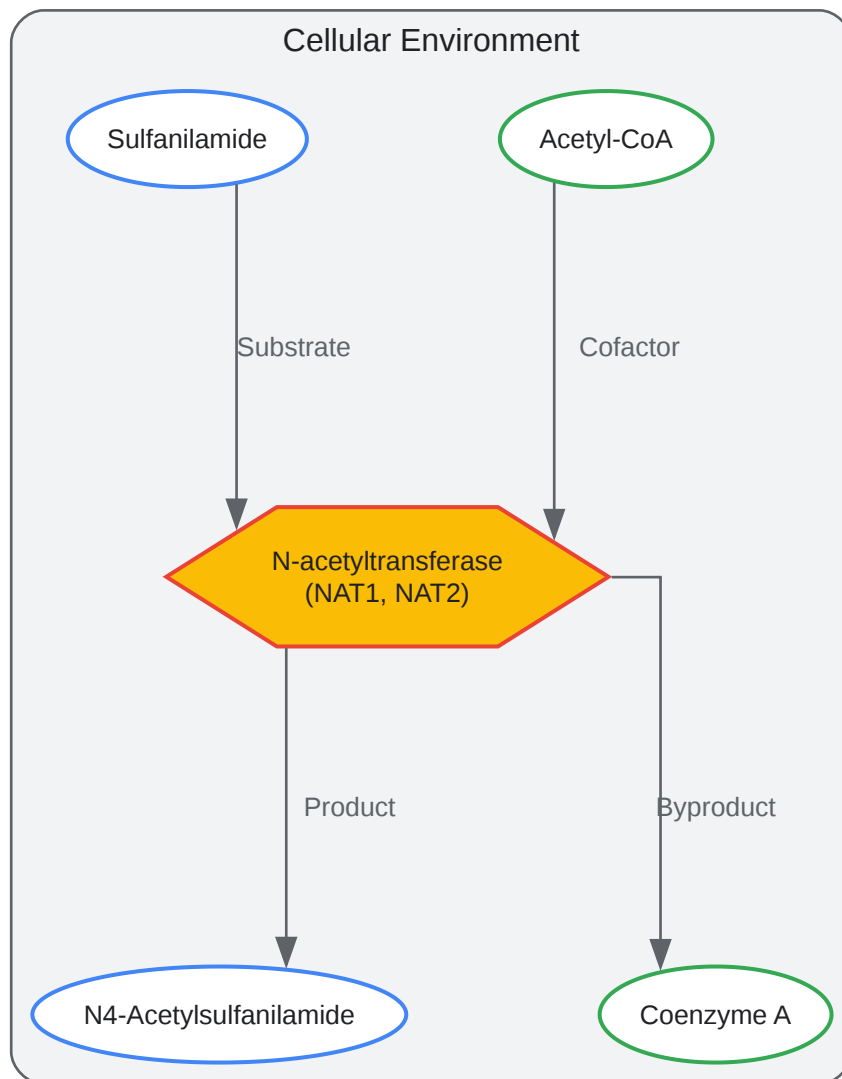 Cellular Environment
Sulfanilamide
Acetyl-CoA
Substrate
Cofactor
N-acetyltransferase
(NAT1, NAT2)
Product
Byproduct
N4-Acetylsulfanilamide
Coenzyme A